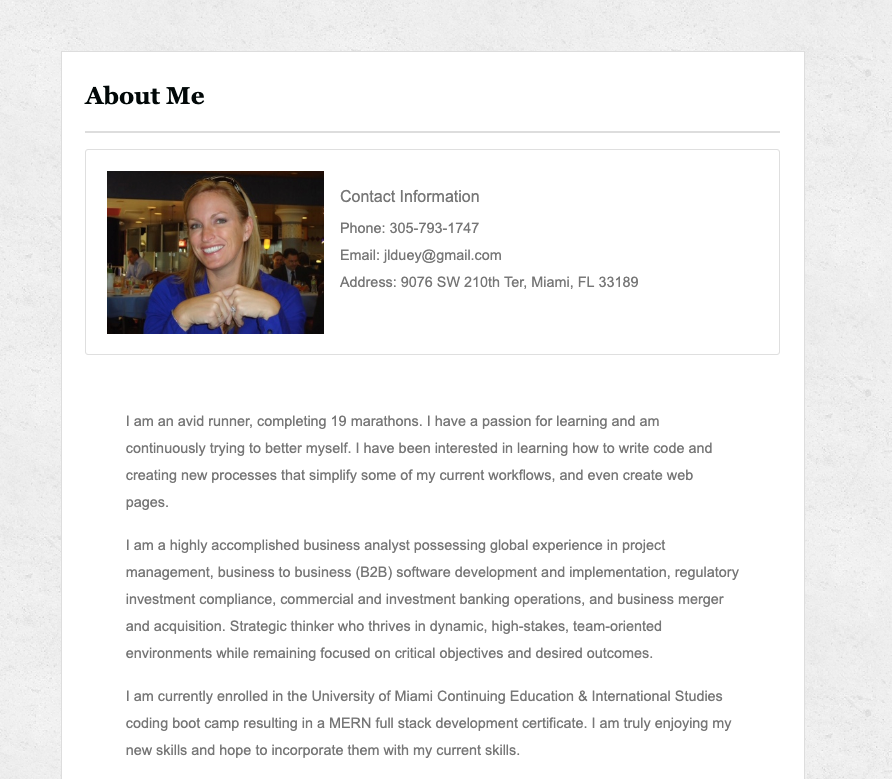 About Me
Contact Information
Phone: 305-793-1747
Email: jlduey@gmail.com
Address: 9076 SW 210th Ter, Miami, FL 33189
I am an avid runner, completing 19 marathons. I have a passion for learning and am
continuously trying to better myself. I have been interested in learning how to write code and
creating new processes that simplify some of my current workflows, and even create web
pages.
I am a highly accomplished business analyst possessing global experience in project
management, business to business (B2B) software development and implementation, regulatory
investment compliance, commercial and investment banking operations, and business merger
and acquisition. Strategic thinker who thrives in dynamic, high-stakes, team-oriented
environments while remaining focused on critical objectives and desired outcomes.
I am currently enrolled in the University of Miami Continuing Education & International Studies
coding boot camp resulting in a MERN full stack development certificate. I am truly enjoying my
new skills and hope to incorporate them with my current skills.